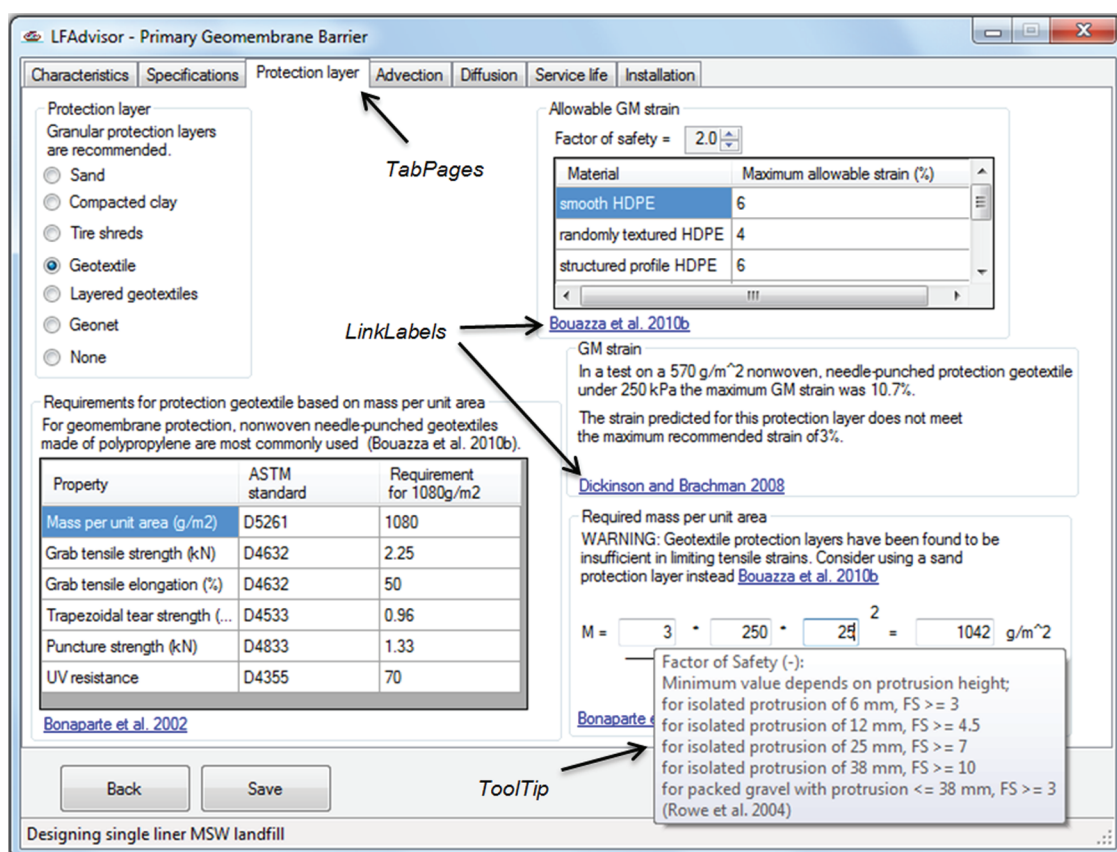 LFAdvisor - Primary Geomembrane Barrier
Characteristics Specifications Protection layer Advection Diffusion Service life Installation
Protection layer
Granular protection layers
are recommended.
Sand
Compacted clay
Tire shreds
Geotextile
Layered geotextiles
Geonet
None
TabPages
Allowable GM strain
Factor of safety = 2.0
Material Maximum allowable strain (%)
smooth HDPE 6
randomly textured HDPE 4
structured profile HDPE 6
Bouazza et al. 2010b
LinkLabels
GM strain
In a test on a 570 g/m^2 nonwoven, needle-punched protection geotextile
under 250 kPa the maximum GM strain was 10.7%.
The strain predicted for this protection layer does not meet
the maximum recommended strain of3%.
Dickinson and Brachman 2008
Requirements for protection geotextile based on mass per unit area
For geomembrane protection, nonwoven needle-punched geotextiles
made of polypropylene are most commonly used (Bouazza et al. 2010b).
Property ASTM standard Requirement for 1080g/m2
Mass per unit area (g/m2) D5261 1080
Grab tensile strength (kN) D4632 2.25
Grab tensile elongation (%) D4632 50
Trapezoidal tear strength (... D4533 0.96
Puncture strength (kN) D4833 1.33
UV resistance D4355 70
Bonaparte et al. 2002
Required mass per unit area
WARNING: Geotextile protection layers have been found to be
insufficient in limiting tensile strains. Consider using a sand
protection layer instead Bouazza et al. 2010b
M = 3 * 250 * 25 2 = 1042 g/m^2
Bonaparte e
Factor of Safety (-):
Minimum value depends on protrusion height;
for isolated protrusion of 6 mm, FS >= 3
for isolated protrusion of 12 mm, FS >= 4.5
for isolated protrusion of 25 mm, FS >= 7
for isolated protrusion of 38 mm, FS >= 10
for packed gravel with protrusion <= 38 mm, FS >= 3
(Rowe et al. 2004)
ToolTip
Back Save
Designing single liner MSW landfill